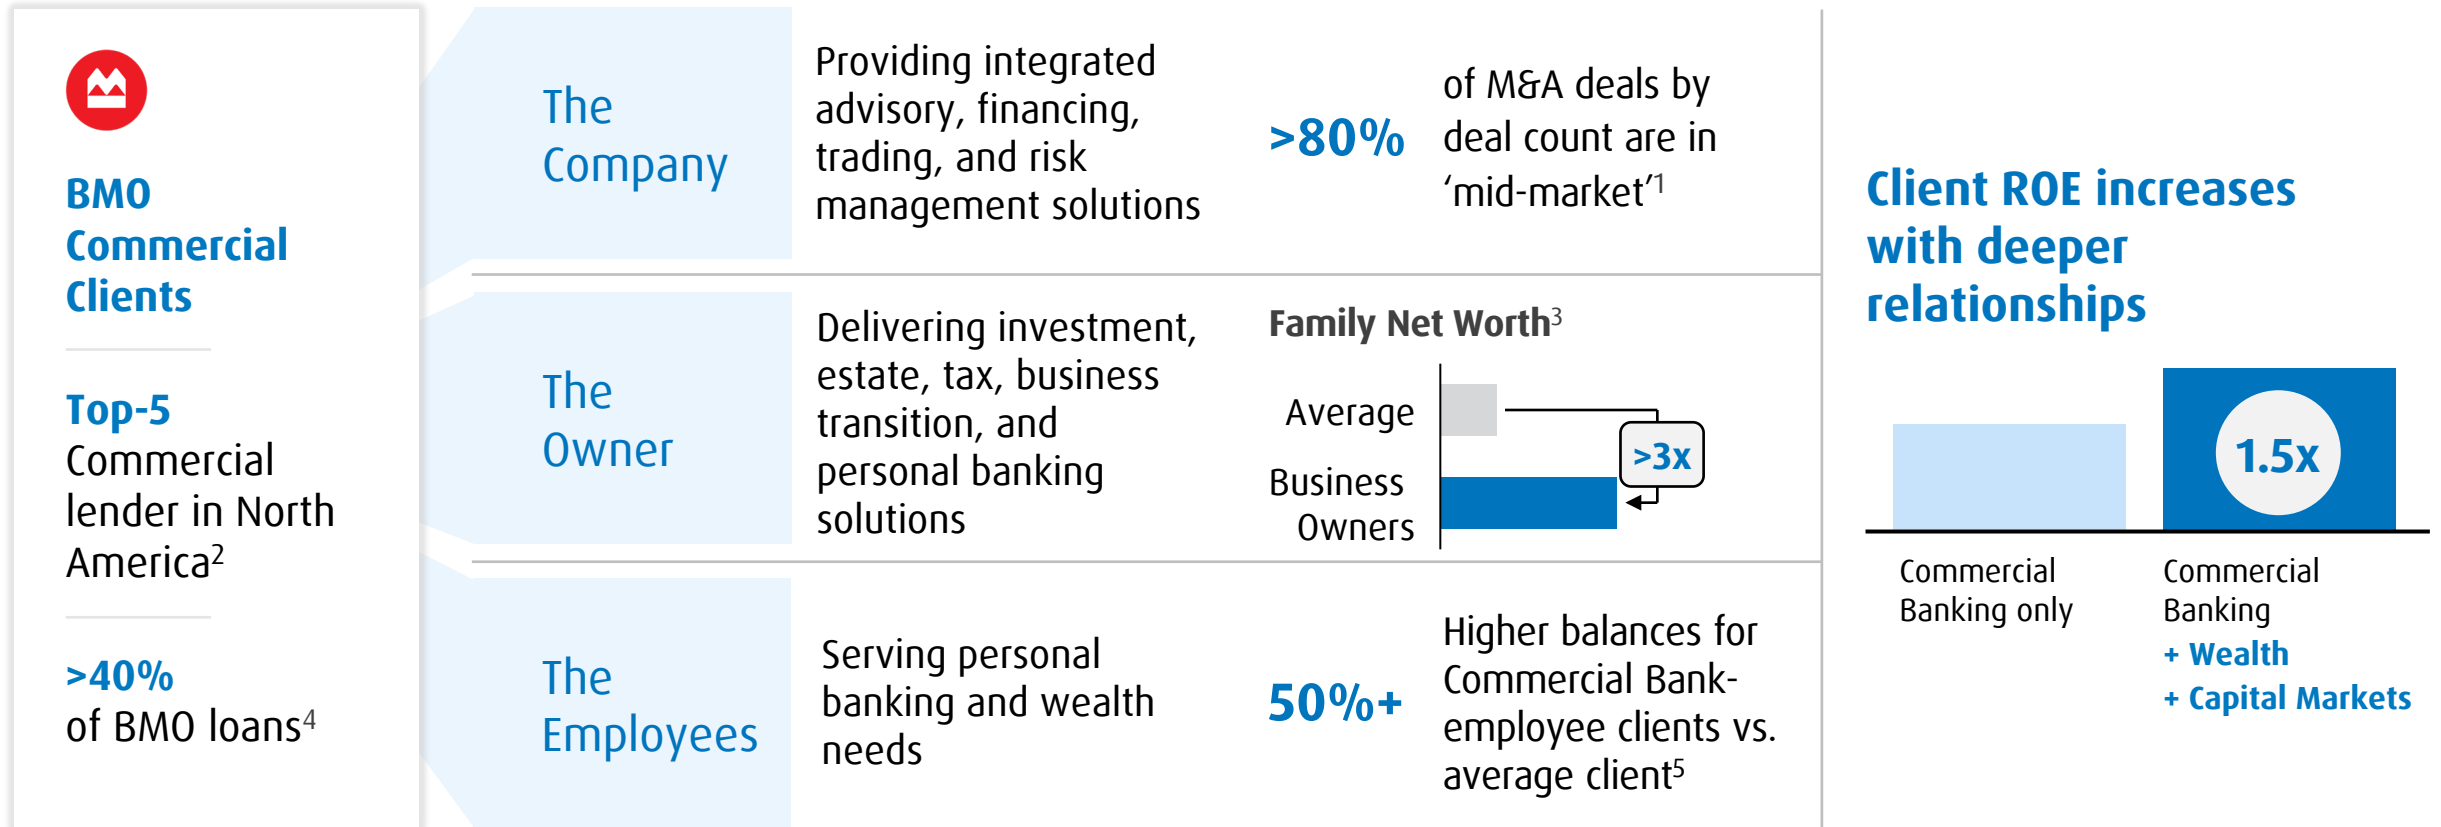 BMO
Commercial
Clients
Top-5
Commercial
lender in North
America2
>40%
of BMO loans4
The
Company
Providing integrated
advisory, financing,
trading, and risk
management solutions
>80%
of M&A deals by
deal count are in
‘mid-market’1
The
Owner
Delivering investment,
estate, tax, business
transition, and
personal banking
solutions
Family Net Worth3
Average
Business
Owners
>3x
The
Employees
Serving personal
banking and wealth
needs
50%+
Higher balances for
Commercial Bank-
employee clients vs.
average client5
Client ROE increases
with deeper
relationships
1.5x
Commercial
Banking only
Commercial
Banking
+ Wealth
+ Capital Markets